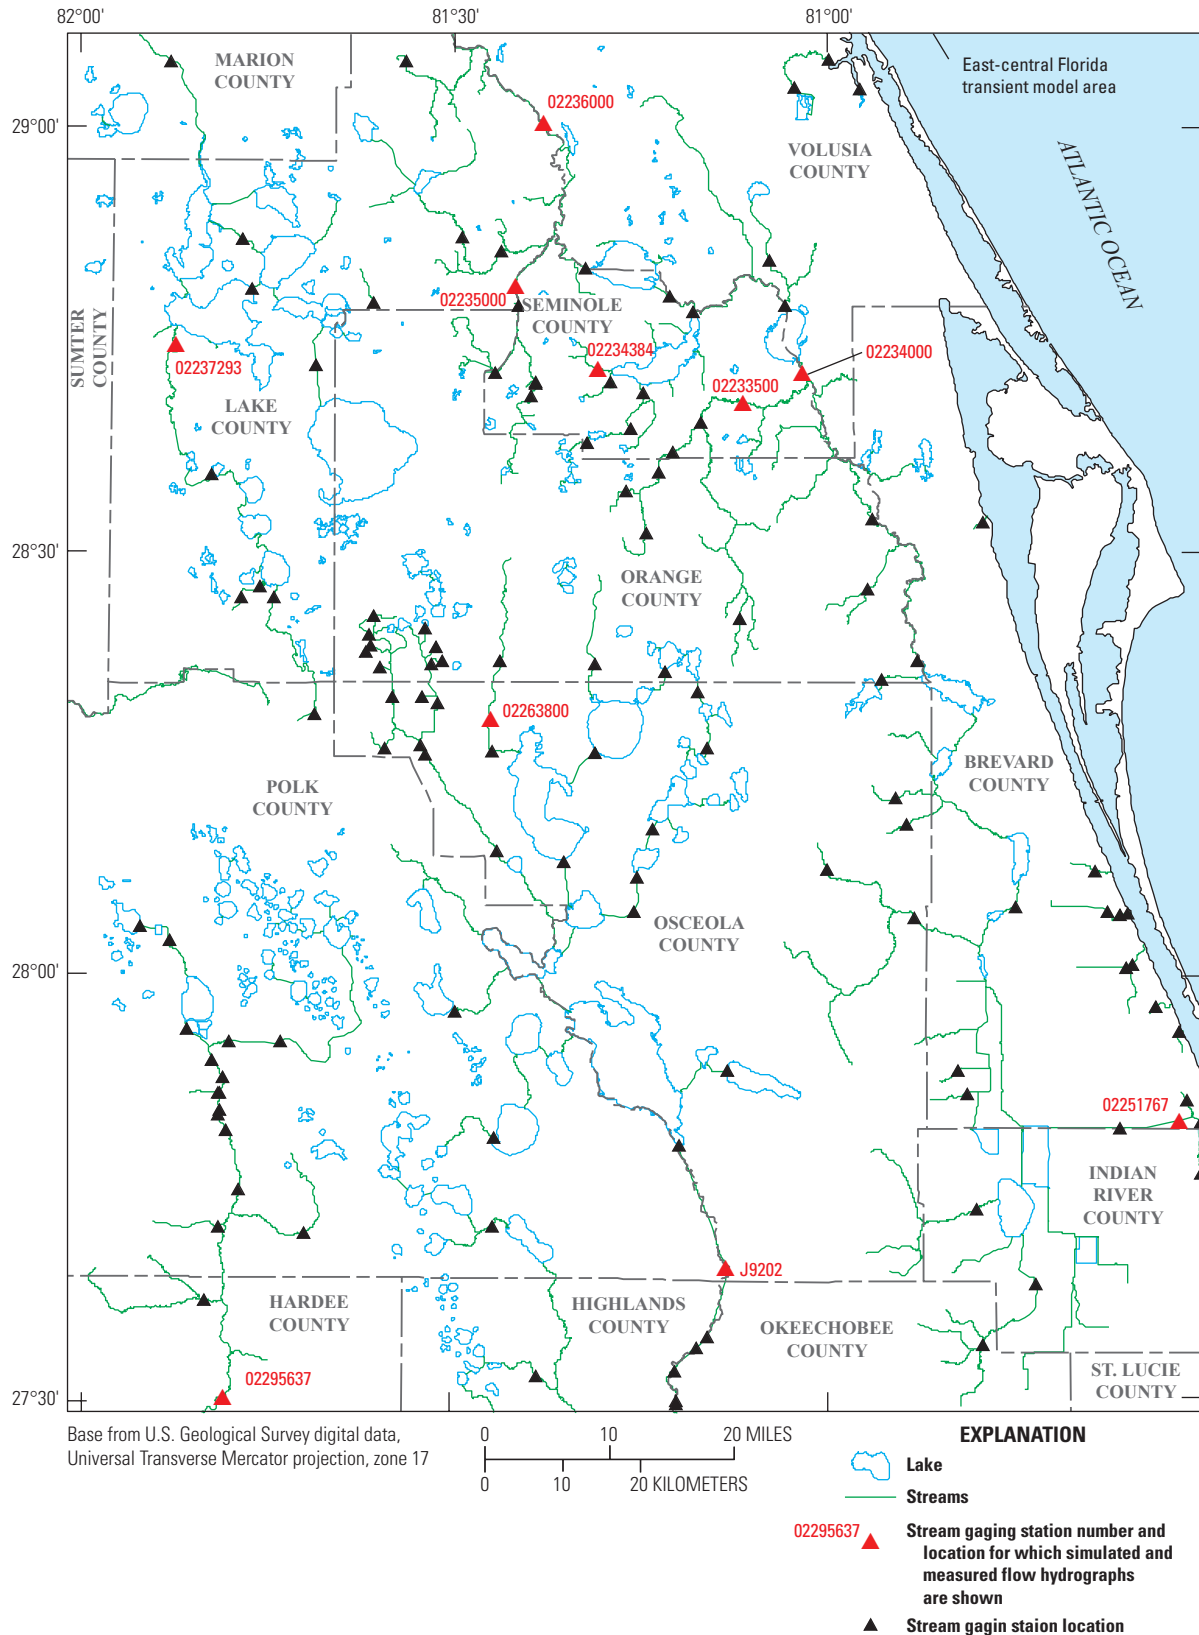 82°00'
81°30'
81°00'
MARION
COUNTY
East-central Florida
transient model area
02236000
29°00'
VOLUSIA
COUNTY
ATLANTIC OCEAN
02235000
SEMINOLE
COUNTY
SUMTER
COUNTY
02237293
02234384
02234000
02233500
LAKE
COUNTY
28°30'
ORANGE
COUNTY
02263800
BREVARD
COUNTY
POLK
COUNTY
OSCEOLA
COUNTY
28°00'
02251767
INDIAN
RIVER
COUNTY
J9202
HARDEE
COUNTY
HIGHLANDS
COUNTY
OKEECHOBEE
COUNTY
ST. LUCIE
COUNTY
02295637
27°30'
Base from U.S. Geological Survey digital data,
Universal Transverse Mercator projection, zone 17
0 10 20 MILES
0 10 20 KILOMETERS
EXPLANATION
Lake
Streams
02295637 Stream gaging station number and
location for which simulated and
measured flow hydrographs
are shown
Stream gagin staion location